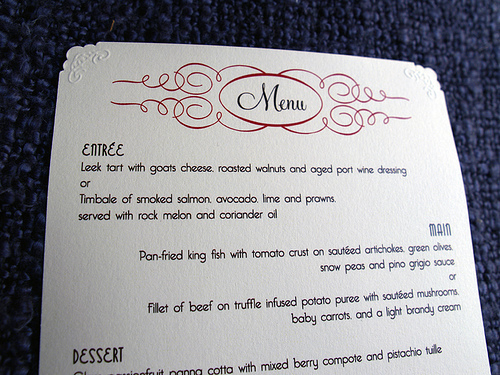 Menu
ENTRÉE
Leek tart with goats cheese, roasted walnuts and aged port wine dressing
or
Timbale of smoked salmon, avocado, lime and prawns,
served with rock melon and coriander oil
MAIN
Pan-fried king fish with tomato crust on sautéed artichokes, green olives,
snow peas and pino grigio sauce
or
Fillet of beef on truffle infused potato puree with sautéed mushrooms,
baby carrots, and a light brandy cream
DESSERT
panna cotta with mixed berry compote and pistachio tuille